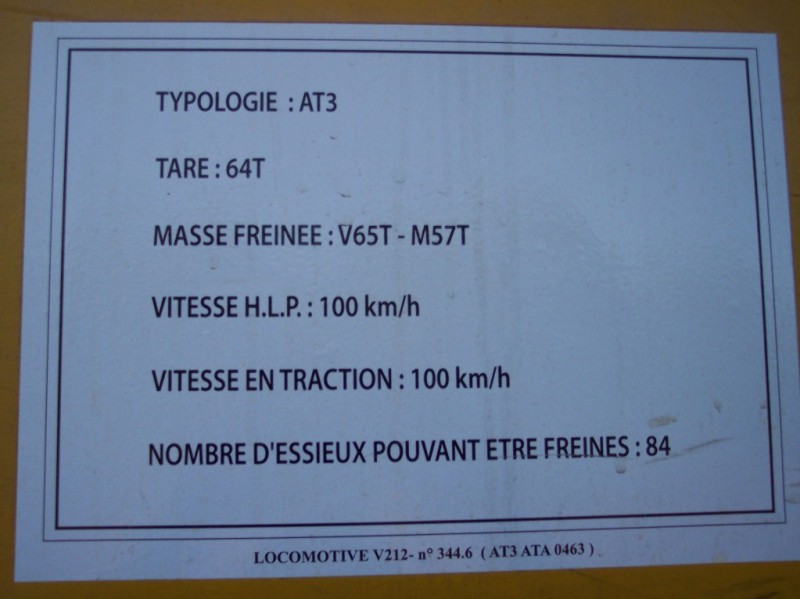 TYPOLOGIE : AT3
TARE : 64T
MASSE FREINEE : V65T - M57T
VITESSE H.L.P. : 100 km/h
VITESSE EN TRACTION : 100 km/h
NOMBRE D'ESSIEUX POUVANT ETRE FREINES : 84
LOCOMOTIVE V212- n° 344.6 ( AT3 ATA 0463 )